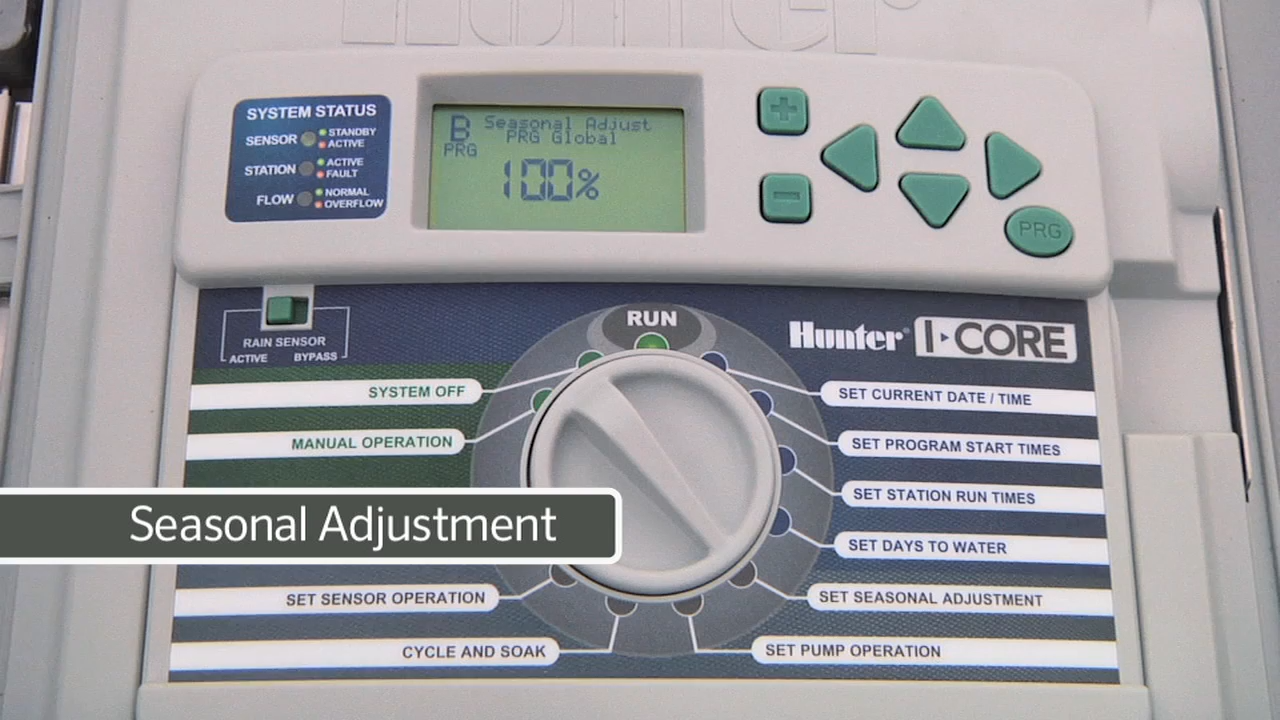 Hunter
SYSTEM STATUS
SENSOR
STANDBY
ACTIVE
STATION
ACTIVE
FAULT
FLOW
NORMAL
OVERFLOW
B
PRG
Seasonal Adjust
PRG Global
100%
PRG
RAIN SENSOR
ACTIVE BYPASS
RUN
Hunter® I CORE
SYSTEM OFF
MANUAL OPERATION
SET CURRENT DATE / TIME
SET PROGRAM START TIMES
SET STATION RUN TIMES
SET DAYS TO WATER
Seasonal Adjustment
SET SENSOR OPERATION
SET SEASONAL ADJUSTMENT
CYCLE AND SOAK
SET PUMP OPERATION